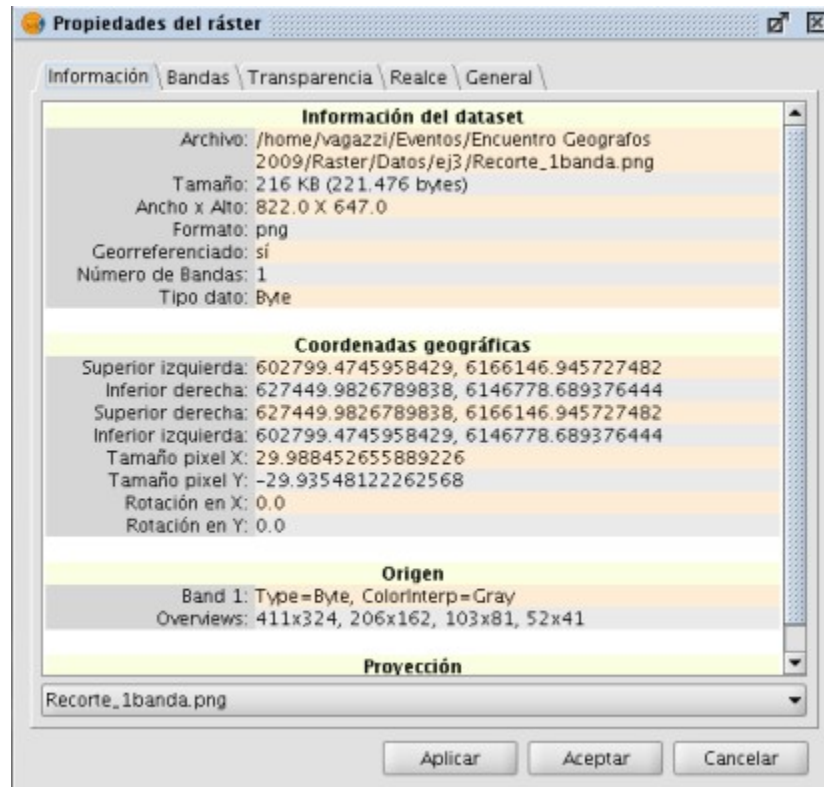 Propiedades del ráster
Información Bandas Transparencia Realce General
Información del dataset
Archivo: /home/vagazzi/Eventos/Encuentro Geografos
2009/Raster/Datos/ej3/Recorte_1banda.png
Tamaño: 216 KB (221.476 bytes)
Ancho x Alto: 822.0 X 647.0
Formato: png
Georreferenciado: sí
Número de Bandas: 1
Tipo dato: Byte
Coordenadas geográficas
Superior izquierda: 602799.4745958429, 6166146.945727482
Inferior derecha: 627449.9826789838, 6146778.689376444
Superior derecha: 627449.9826789838, 6166146.945727482
Inferior izquierda: 602799.4745958429, 6146778.689376444
Tamaño pixel X: 29.988452655889226
Tamaño pixel Y: -29.93548122262568
Rotación en X: 0.0
Rotación en Y: 0.0
Origen
Band 1: Type=Byte, ColorInterp=Gray
Overviews: 411x324, 206x162, 103x81, 52x41
Proyección
Recorte_1banda.png
Aplicar Aceptar Cancelar